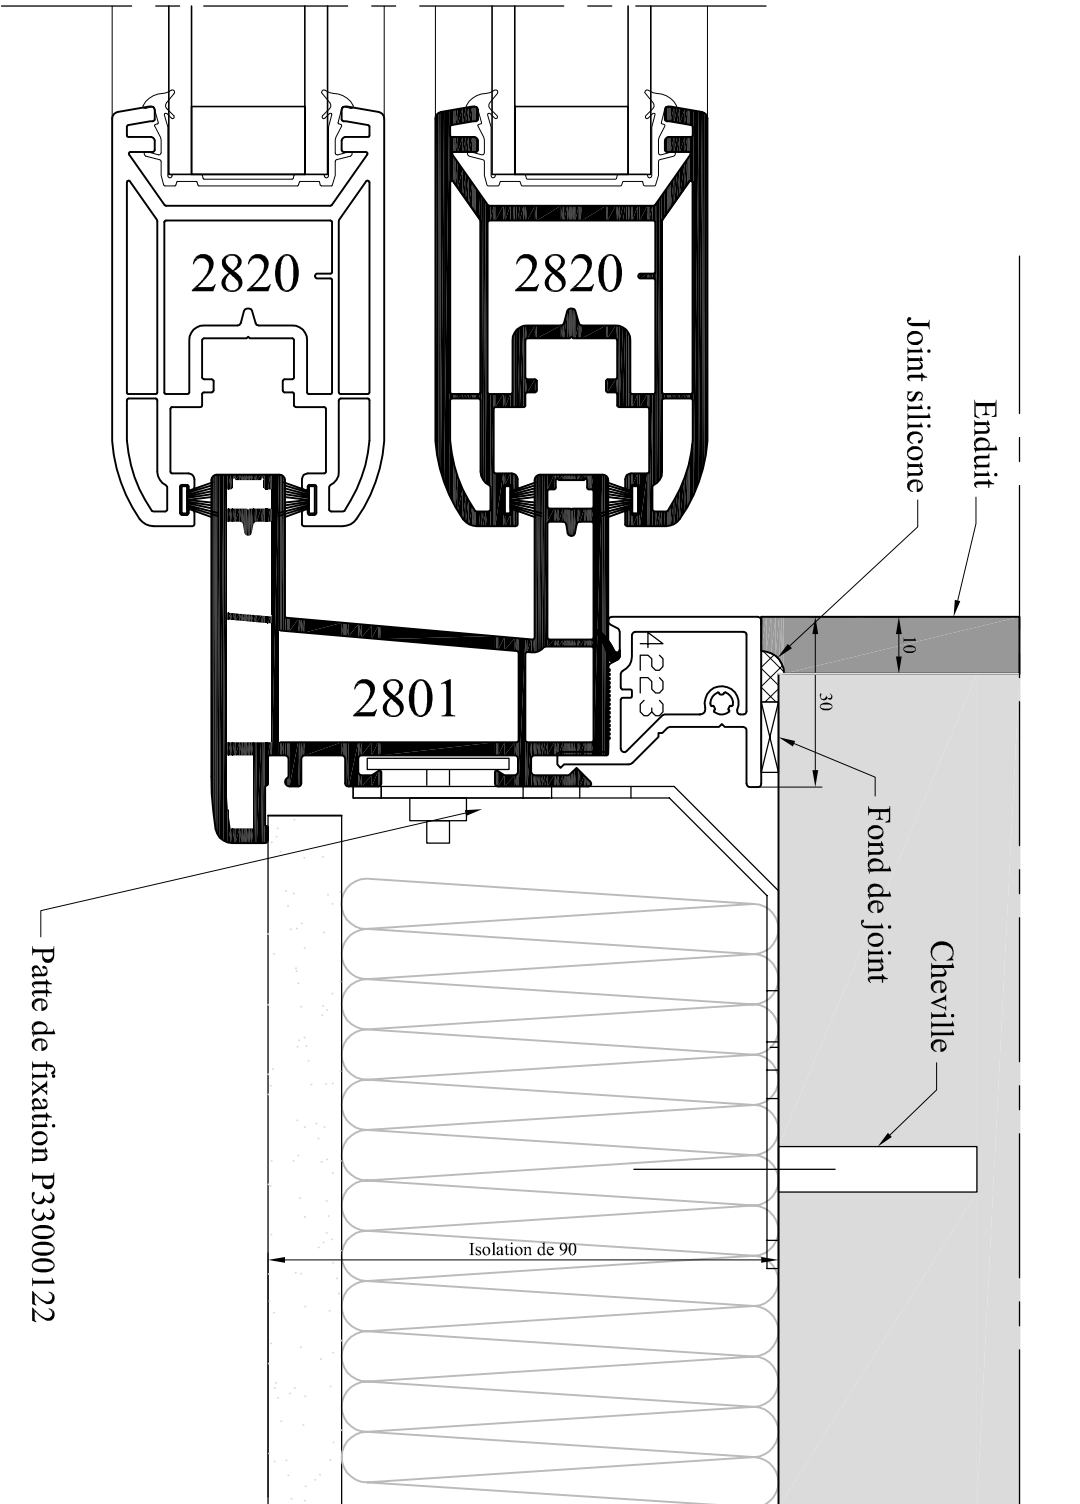 2820
2820
Joint silicone
Enduit
10
30
4223
2801
Fond de joint
Cheville
Patte de fixation P33000122
Isolation de 90